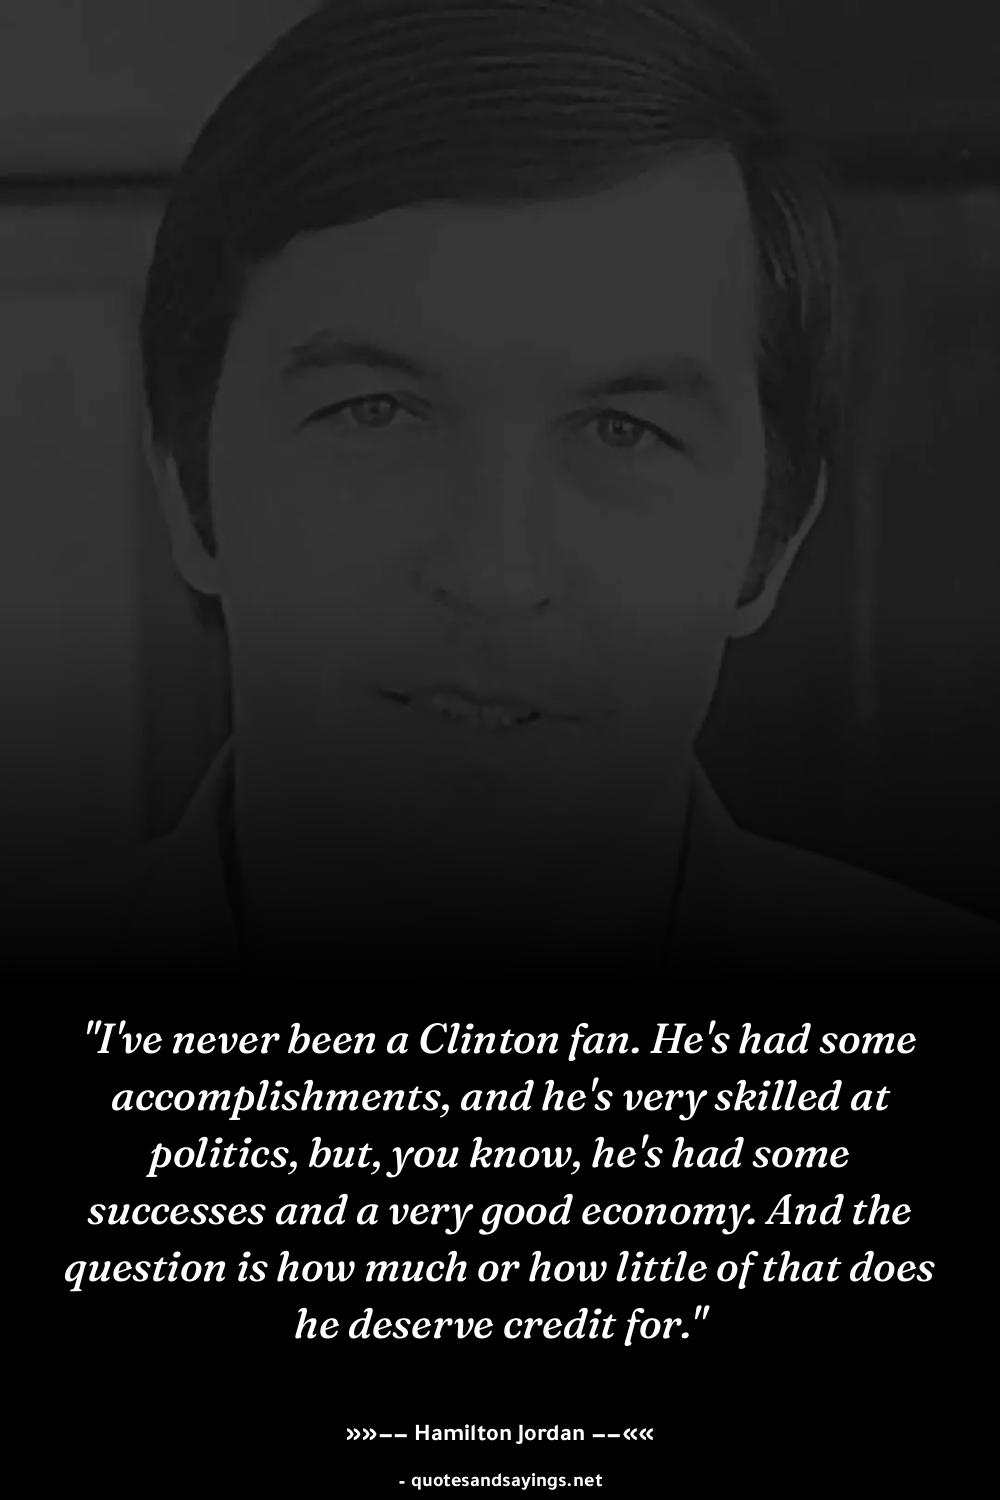 "I've never been a Clinton fan. He's had some
accomplishments, and he's very skilled at
politics, but, you know, he's had some
successes and a very good economy. And the
question is how much or how little of that does
he deserve credit for."
»»−− Hamilton Jordan −−««
- quotesandsayings.net